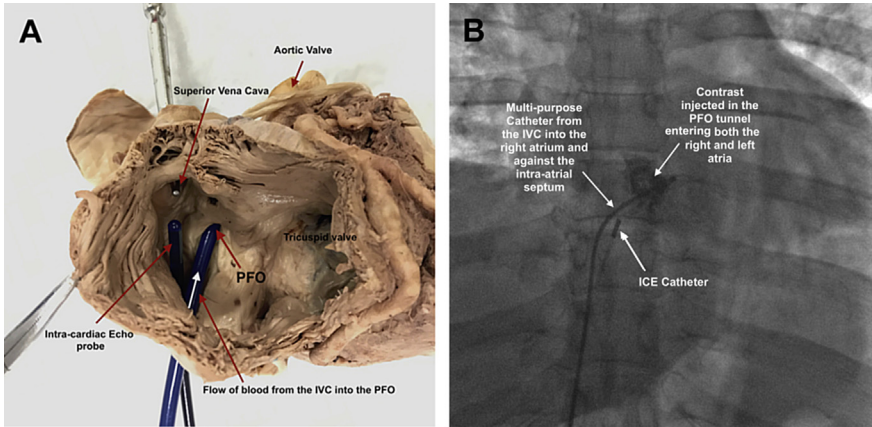 A
Aortic Valve
Superior Vena Cava
Tricuspid valve
PFO
Intra-cardiac Echo
probe
Flow of blood from the IVC into the PFO
B
Multi-purpose
Catheter from
the IVC into the
right atrium and
against the
intra-atrial
septum
Contrast
injected in the
PFO tunnel
entering both the
right and left
atria
ICE Catheter